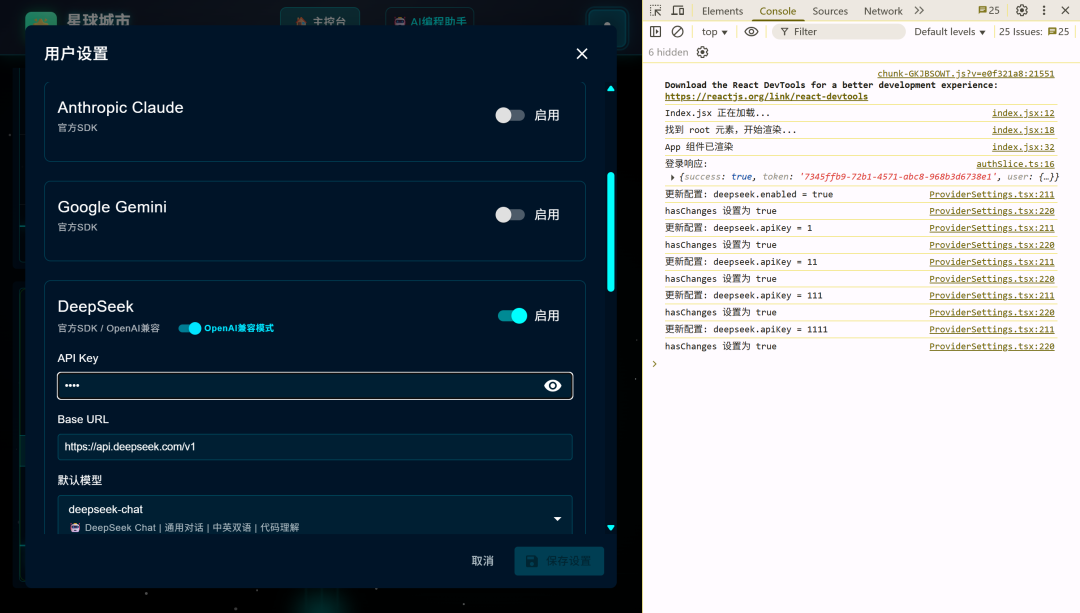 星球城市
主控台
AI编程助手
用户设置
Anthropic Claude
官方SDK
启用
Google Gemini
官方SDK
启用
DeepSeek
官方SDK / OpenAI兼容
OpenAI兼容模式
启用
API Key
••••
Base URL
https://api.deepseek.com/v1
默认模型
deepseek-chat
DeepSeek Chat | 通用对话 | 中英双语 | 代码理解
取消
保存设置
Elements Console Sources Network 25
top Filter Default levels 25 Issues: 25
6 hidden
chunk-GKJBSOWT.js?v=e0f321a8:21551
Download the React DevTools for a better development experience:
https://reactjs.org/link/react-devtools
Index.jsx 正在加载... index.jsx:12
找到 root 元素，开始渲染... index.jsx:18
App 组件已渲染 index.jsx:32
登录响应: authSlice.ts:16
{success: true, token: '7345ffb9-72b1-4571-abc8-968b3d6738e1', user: {…}}
更新配置: deepseek.enabled = true ProviderSettings.tsx:211
hasChanges 设置为 true ProviderSettings.tsx:220
更新配置: deepseek.apiKey = 1 ProviderSettings.tsx:211
hasChanges 设置为 true ProviderSettings.tsx:220
更新配置: deepseek.apiKey = 11 ProviderSettings.tsx:211
hasChanges 设置为 true ProviderSettings.tsx:220
更新配置: deepseek.apiKey = 111 ProviderSettings.tsx:211
hasChanges 设置为 true ProviderSettings.tsx:220
更新配置: deepseek.apiKey = 1111 ProviderSettings.tsx:211
hasChanges 设置为 true ProviderSettings.tsx:220